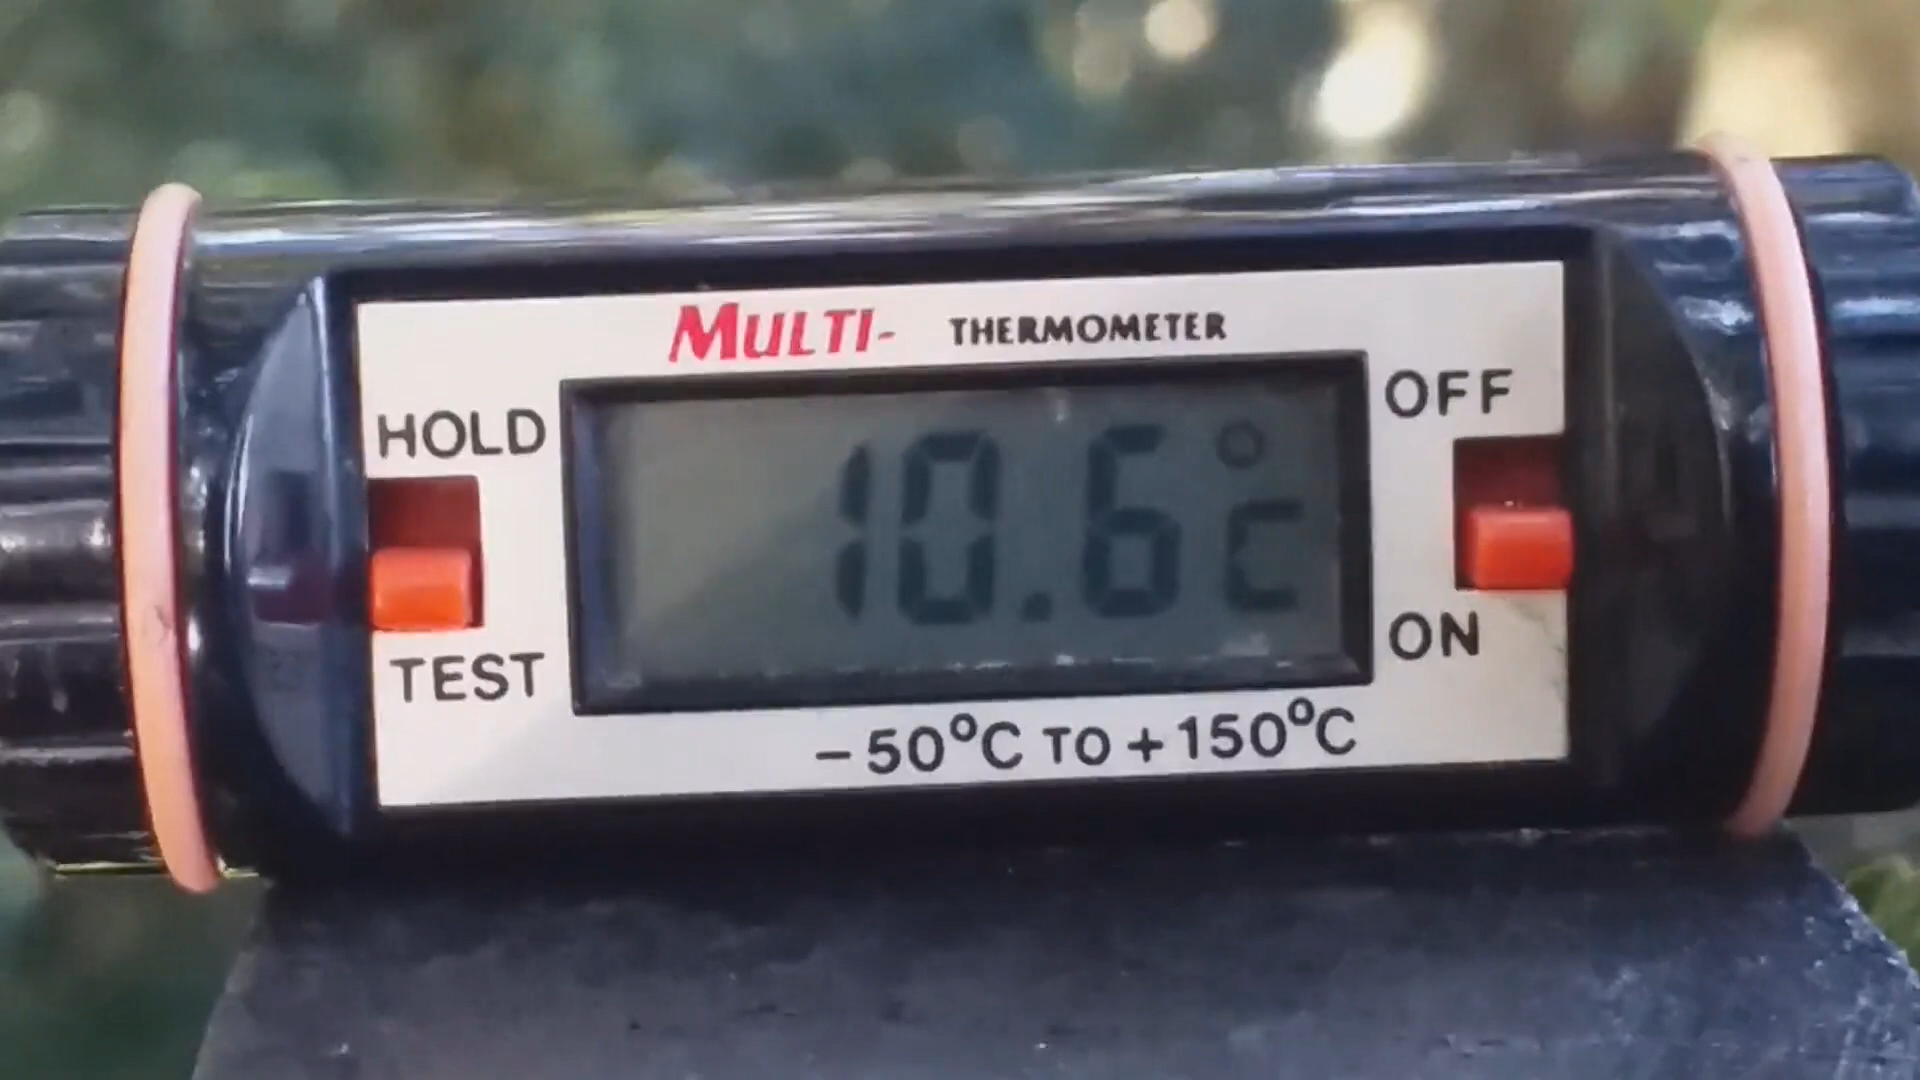 MULTI- THERMOMETER
HOLD
OFF
10.6°C
TEST
ON
-50°C TO +150°C